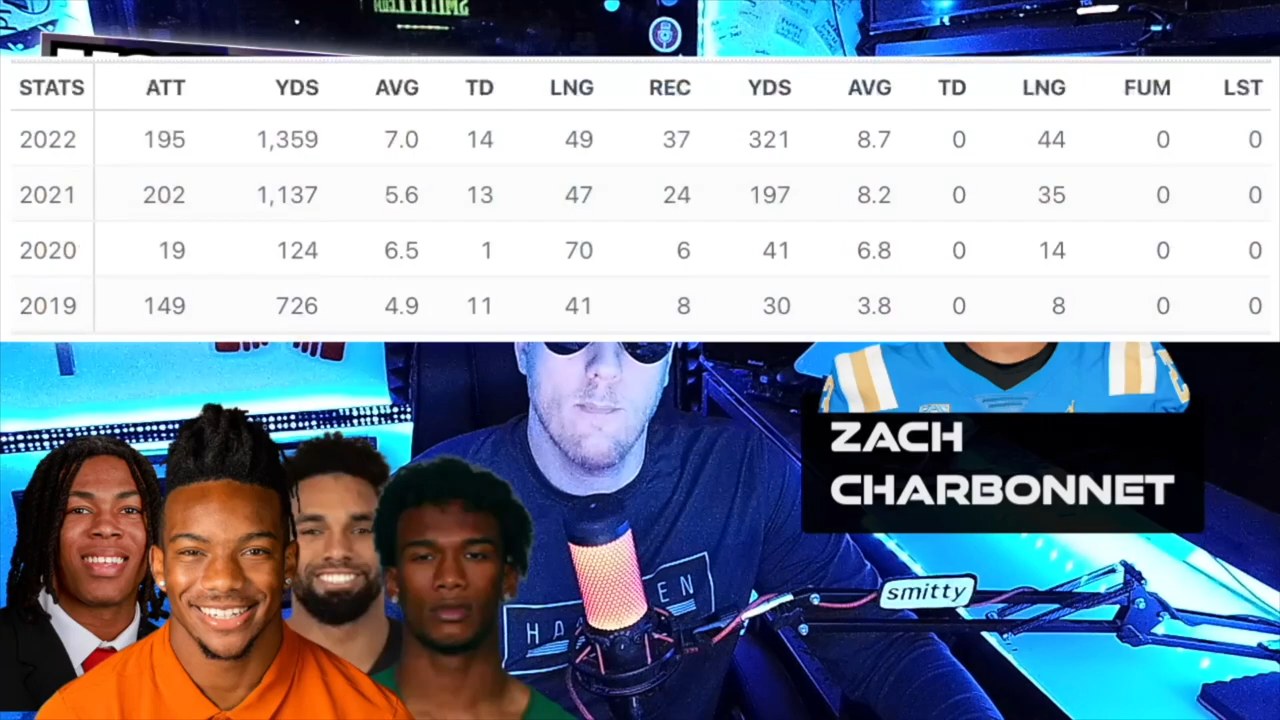 STATS ATT YDS AVG TD LNG REC YDS AVG TD LNG FUM LST
2022 195 1,359 7.0 14 49 37 321 8.7 0 44 0 0
2021 202 1,137 5.6 13 47 24 197 8.2 0 35 0 0
2020 19 124 6.5 1 70 6 41 6.8 0 14 0 0
2019 149 726 4.9 11 41 8 30 3.8 0 8 0 0
ZACH
CHARBONNET
smitty